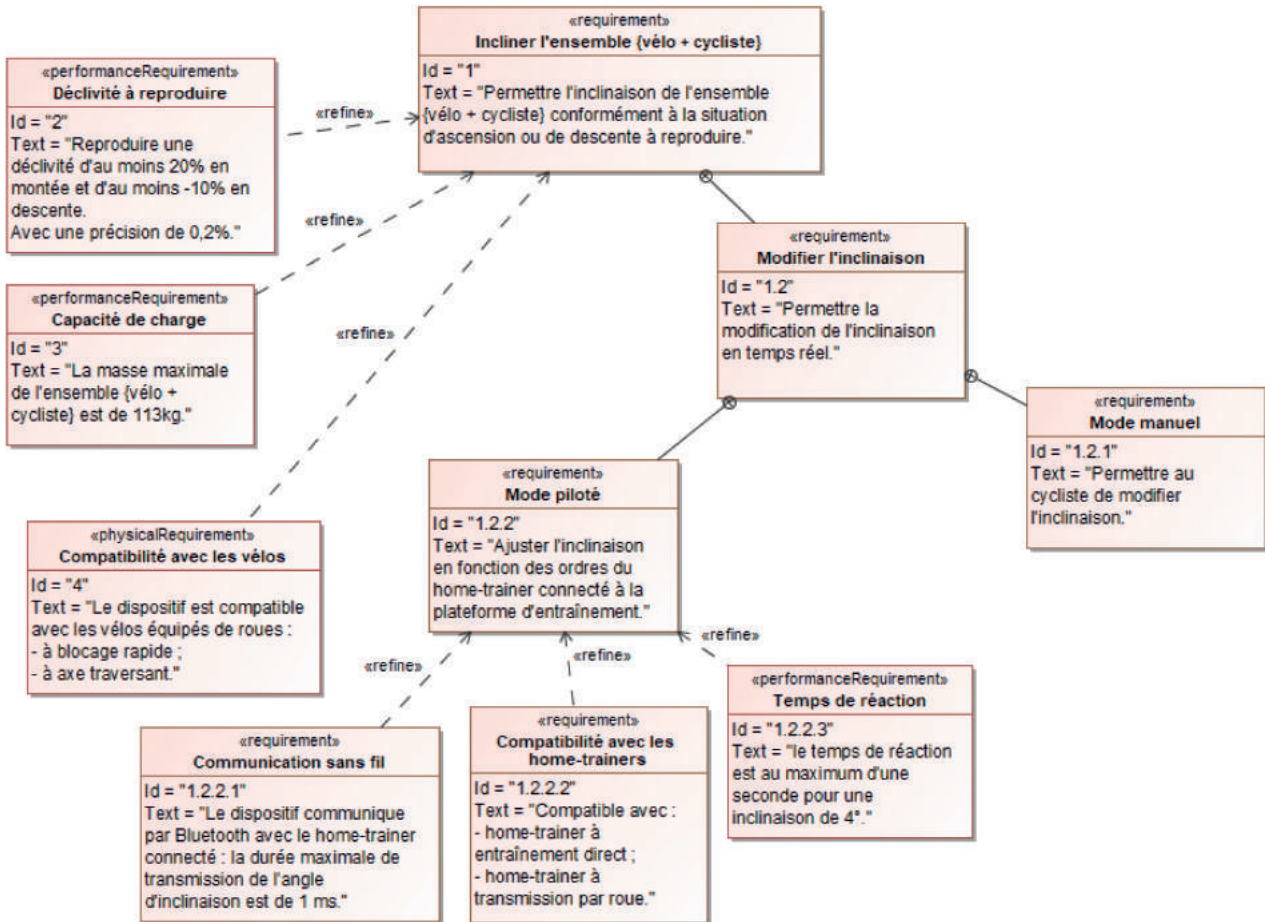 «requirement»
Incliner l'ensemble {vélo + cycliste}
Id = "1"
Text = "Permettre l'inclinaison de l'ensemble
{vélo + cycliste} conformément à la situation
d'ascension ou de descente à reproduire."
«performanceRequirement»
Déclivité à reproduire
Id = "2"
Text = "Reproduire une
déclivité d'au moins 20% en
montée et d'au moins -10% en
descente.
Avec une précision de 0,2%."
«refine»
«refine»
«refine»
«requirement»
Modifier l'inclinaison
Id = "1.2"
Text = "Permettre la
modification de l'inclinaison
en temps réel."
«performanceRequirement»
Capacité de charge
Id = "3"
Text = "La masse maximale
de l'ensemble {vélo +
cycliste} est de 113kg."
«requirement»
Mode manuel
Id = "1.2.1"
Text = "Permettre au
cycliste de modifier
l'inclinaison."
«requirement»
Mode piloté
Id = "1.2.2"
Text = "Ajuster l'inclinaison
en fonction des ordres du
home-trainer connecté à la
plateforme d'entraînement."
«physicalRequirement»
Compatibilité avec les vélos
Id = "4"
Text = "Le dispositif est compatible
avec les vélos équipés de roues :
- à blocage rapide ;
- à axe traversant."
«refine»
«refine»
«refine»
«requirement»
Communication sans fil
Id = "1.2.2.1"
Text = "Le dispositif communique
par Bluetooth avec le home-trainer
connecté : la durée maximale de
transmission de l'angle
d'inclinaison est de 1 ms."
«requirement»
Compatibilité avec les
home-trainers
Id = "1.2.2.2"
Text = "Compatible avec :
- home-trainer à
entraînement direct ;
- home-trainer à
transmission par roue."
«performanceRequirement»
Temps de réaction
Id = "1.2.2.3"
Text = "le temps de réaction
est au maximum d'une
seconde pour une
inclinaison de 4°."